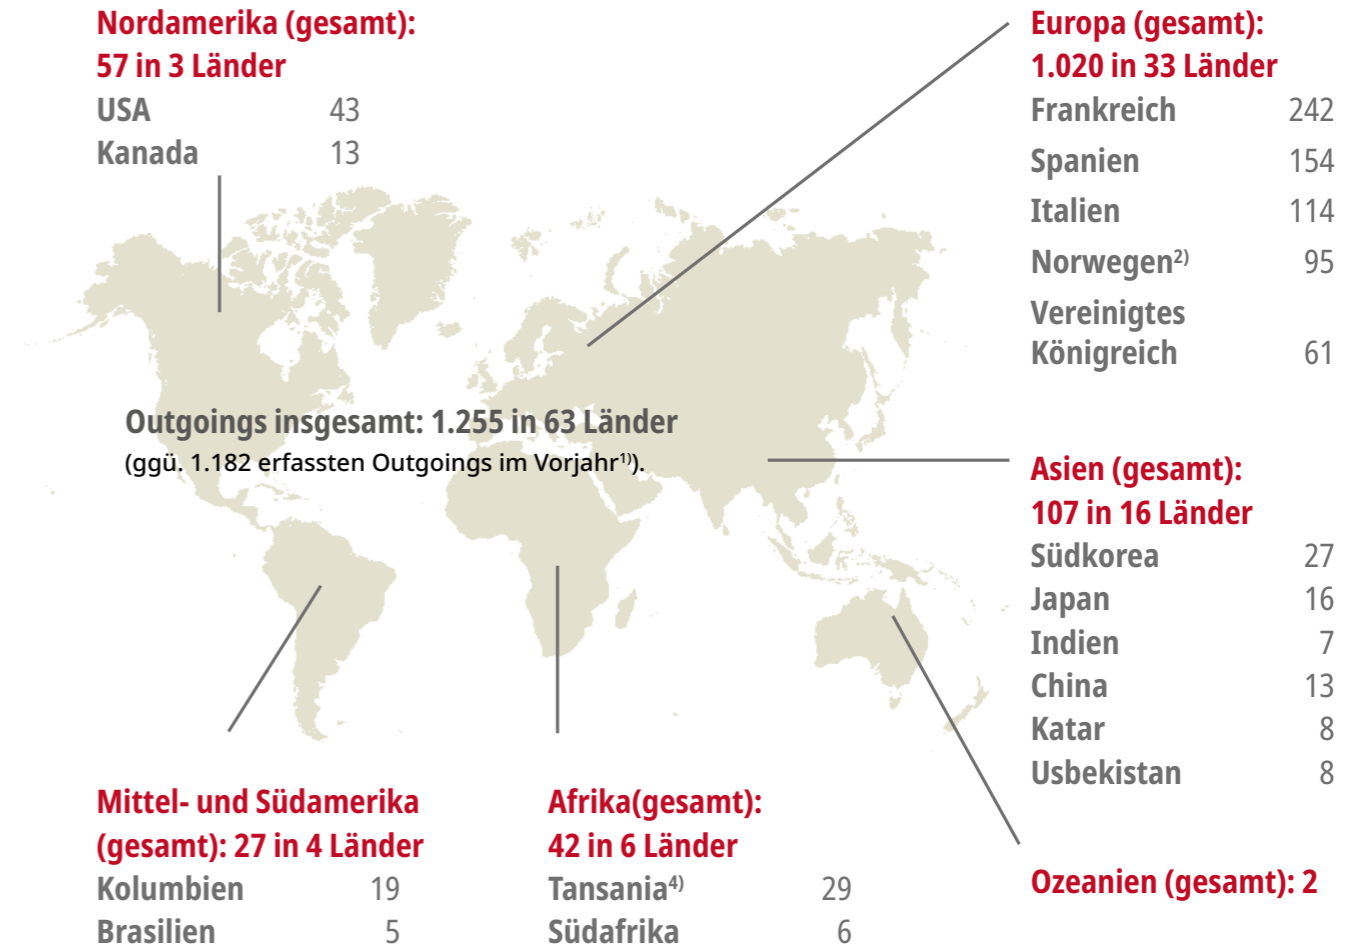 Nordamerika (gesamt):
57 in 3 Länder
USA 43
Kanada 13
Europa (gesamt):
1.020 in 33 Länder
Frankreich 242
Spanien 154
Italien 114
Norwegen2) 95
Vereinigtes
Königreich 61
Outgoings insgesamt: 1.255 in 63 Länder
(ggü. 1.182 erfassten Outgoings im Vorjahr1)).
Asien (gesamt):
107 in 16 Länder
Südkorea 27
Japan 16
Indien 7
China 13
Katar 8
Usbekistan 8
Mittel- und Südamerika
(gesamt): 27 in 4 Länder
Kolumbien 19
Brasilien 5
Afrika(gesamt):
42 in 6 Länder
Tansania4) 29
Südafrika 6
Ozeanien (gesamt): 2